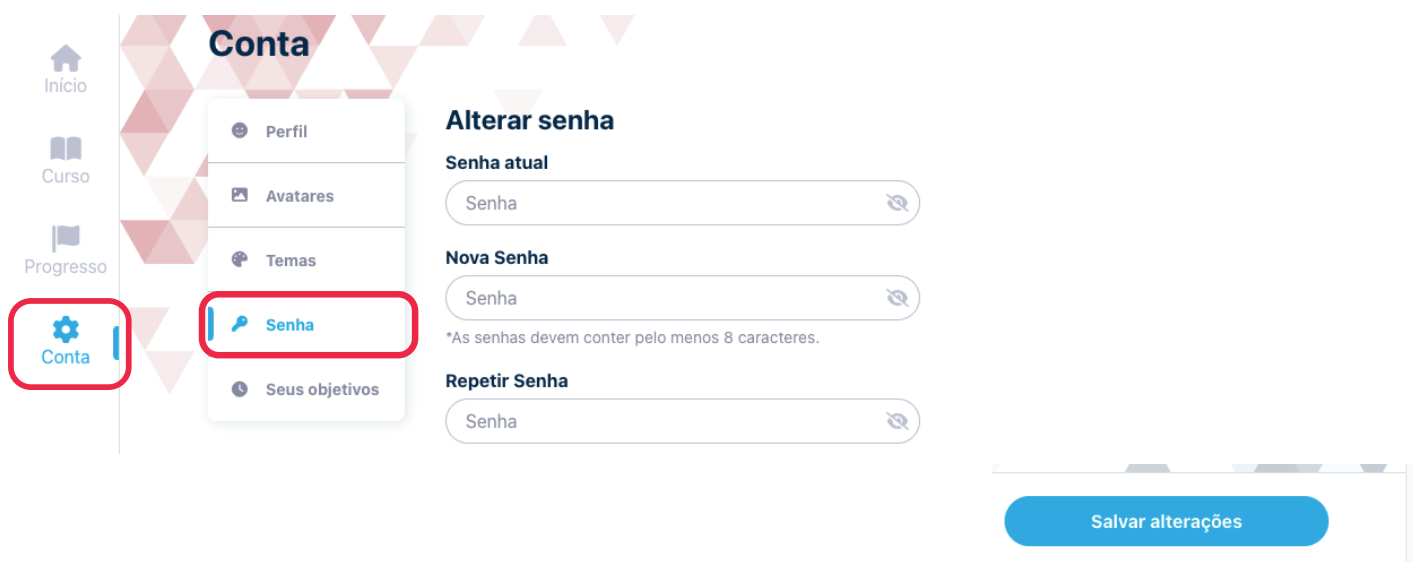 Início
Curso
Progresso
Conta
Conta
Perfil
Avatares
Temas
Senha
Seus objetivos
Alterar senha
Senha atual
Senha
Nova Senha
Senha
*As senhas devem conter pelo menos 8 caracteres.
Repetir Senha
Senha
Salvar alterações